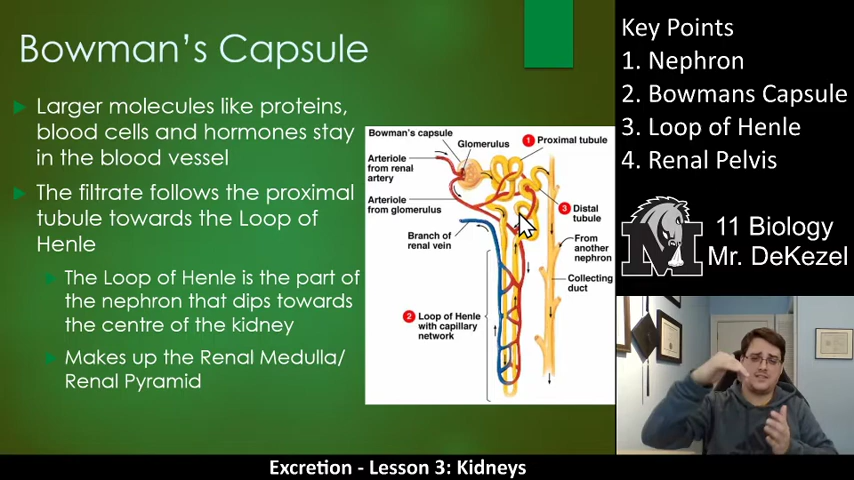 Bowman's Capsule
Larger molecules like proteins,
blood cells and hormones stay
in the blood vessel
The filtrate follows the proximal
tubule towards the Loop of
Henle
The Loop of Henle is the part of
the nephron that dips towards
the centre of the kidney
Makes up the Renal Medulla/
Renal Pyramid
Bowman's capsule
Glomerulus
1 Proximal tubule
Arteriole
from renal
artery
Arteriole
from glomerulus
3 Distal
tubule
Branch of
renal vein
From
another
nephron
Collecting
duct
2 Loop of Henle
with capillary
network
Key Points
1. Nephron
2. Bowmans Capsule
3. Loop of Henle
4. Renal Pelvis
M
11 Biology
Mr. DeKezel
Excretion - Lesson 3: Kidneys